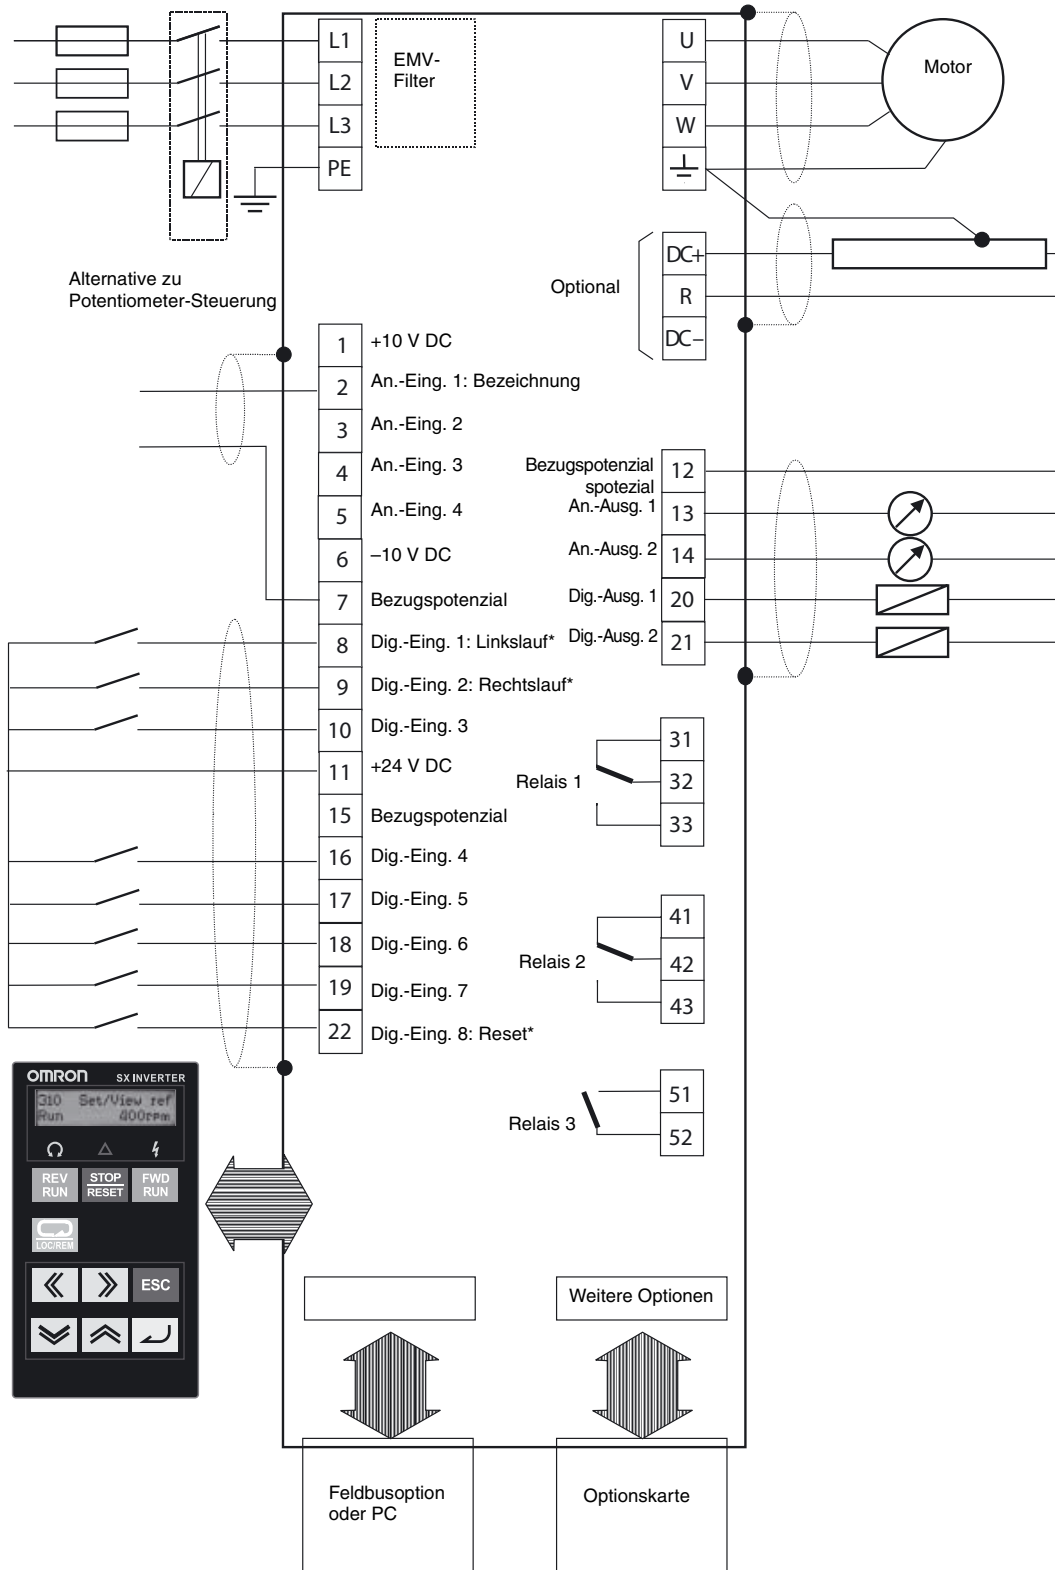 L1
L2
L3
PE
EMV-
Filter
U
V
W
Motor
Alternative zu
Potentiometer-Steuerung
Optional
DC+
R
DC−
1 +10 V DC
2 An.-Eing. 1: Bezeichnung
3 An.-Eing. 2
4 An.-Eing. 3
5 An.-Eing. 4
6 –10 V DC
7 Bezugspotenzial
8 Dig.-Eing. 1: Linkslauf*
9 Dig.-Eing. 2: Rechtslauf*
10 Dig.-Eing. 3
11 +24 V DC
15 Bezugspotenzial
16 Dig.-Eing. 4
17 Dig.-Eing. 5
18 Dig.-Eing. 6
19 Dig.-Eing. 7
22 Dig.-Eing. 8: Reset*
Bezugspotenzial 12
spotezial
An.-Ausg. 1 13
An.-Ausg. 2 14
Dig.-Ausg. 1 20
Dig.-Ausg. 2 21
Relais 1
31
32
33
Relais 2
41
42
43
Relais 3
51
52
OMRON SX INVERTER
310 Set/View ref
Run 400rpm
REV
RUN
STOP
RESET
FWD
RUN
LOC/REM
ESC
Weitere Optionen
Feldbusoption
oder PC
Optionskarte